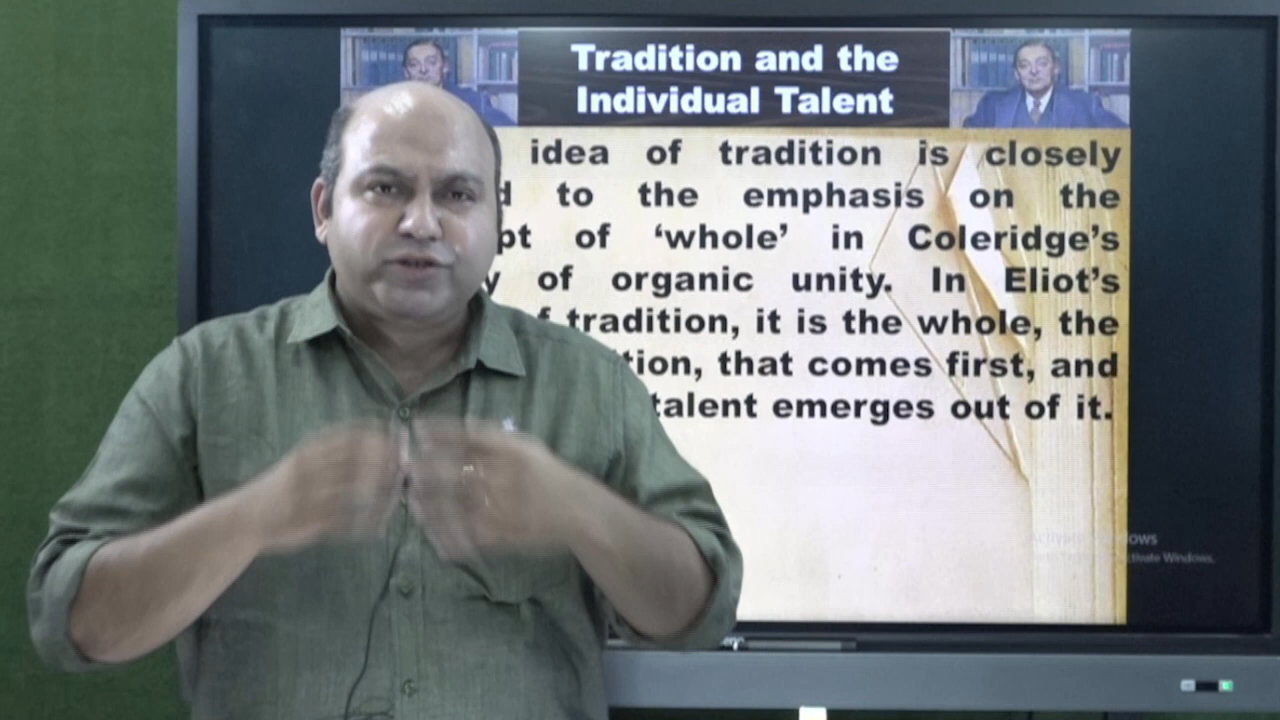 Tradition and the
Individual Talent
idea of tradition is closely
to the emphasis on the
of ‘whole’ in Coleridge’s
of organic unity. In Eliot’s
tradition, it is the whole, the
that comes first, and
talent emerges out of it.